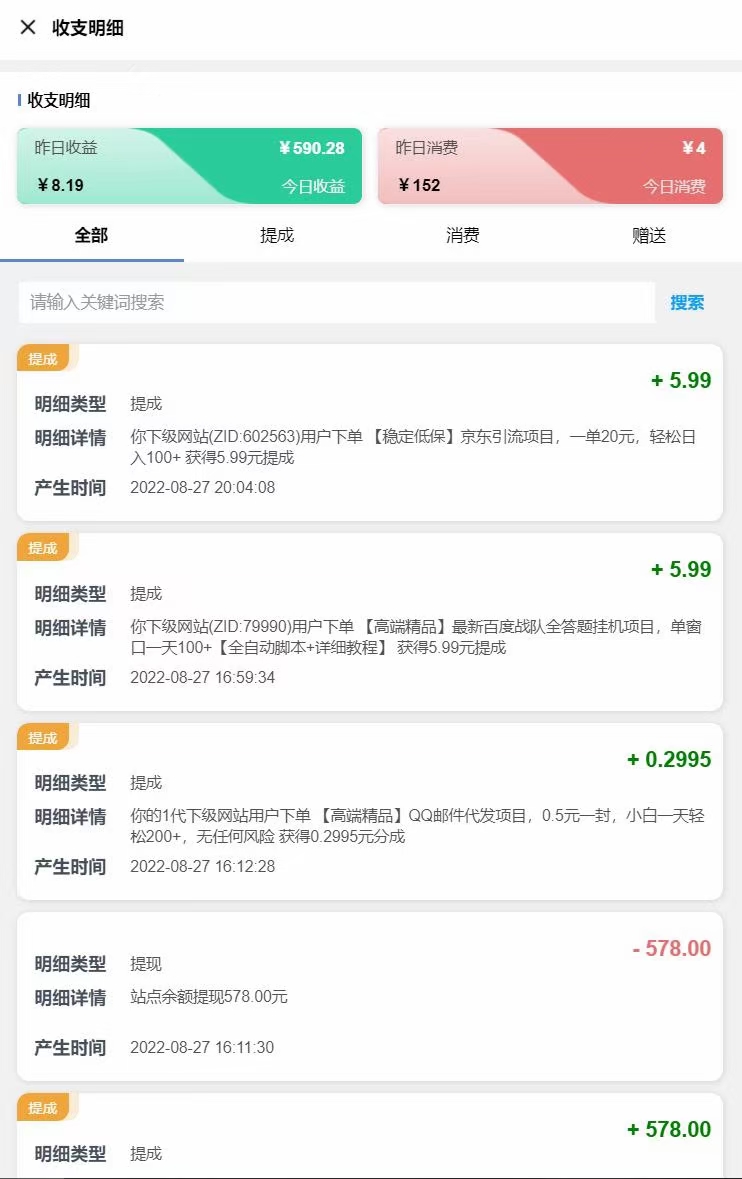 收支明细
收支明细
昨日收益
￥590.28
￥8.19
今日收益
昨日消费
￥4
￥152
今日消费
全部
提成
消费
赠送
请输入关键词搜索
搜索
提成
+ 5.99
明细类型
提成
明细详情
你下级网站(ZID:602563)用户下单 【稳定低保】京东引流项目，一单20元，轻松日
入100+ 获得5.99元提成
产生时间
2022-08-27 20:04:08
提成
+ 5.99
明细类型
提成
明细详情
你下级网站(ZID:79990)用户下单 【高端精品】最新百度战队全答题挂机项目，单窗
口一天100+【全自动脚本+详细教程】 获得5.99元提成
产生时间
2022-08-27 16:59:34
提成
+ 0.2995
明细类型
提成
明细详情
你的1代下级网站用户下单 【高端精品】QQ邮件代发项目，0.5元一封，小白一天轻
松200+，无任何风险 获得0.2995元分成
产生时间
2022-08-27 16:12:28
- 578.00
明细类型
提现
明细详情
站点余额提现578.00元
产生时间
2022-08-27 16:11:30
提成
+ 578.00
明细类型
提成